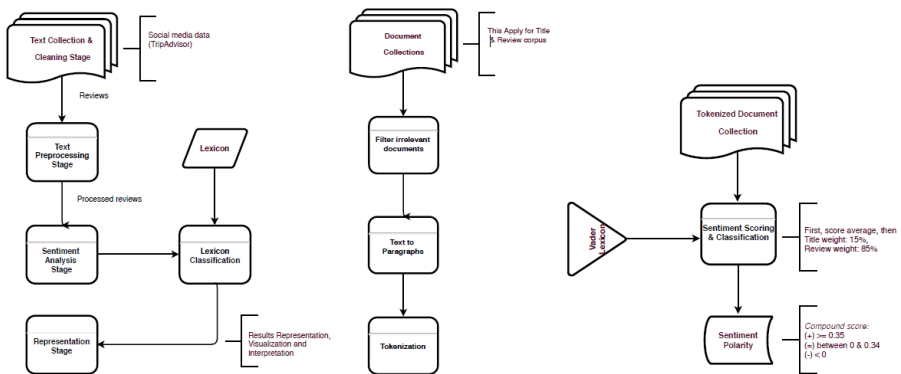 Text Collection &
Cleaning Stage
Social media data
(TripAdvisor)
Reviews
Text
Preprocessing
Stage
Lexicon
Processed reviews
Sentiment
Analysis
Stage
Lexicon
Classification
Representation
Stage
Results Representation,
Visualization and
Interpretation
Document
Collections
This Apply for Title
& Review corpus
Filter irrelevant
documents
Text to
Paragraphs
Tokenization
Tokenized Document
Collection
Vader
Lexicon
Sentiment Scoring
& Classification
First, score average, then
Title weight: 15%,
Review weight: 85%
Sentiment
Polarity
Compound score:
(+) >= 0.35
(=) between 0 & 0.34
(-) < 0